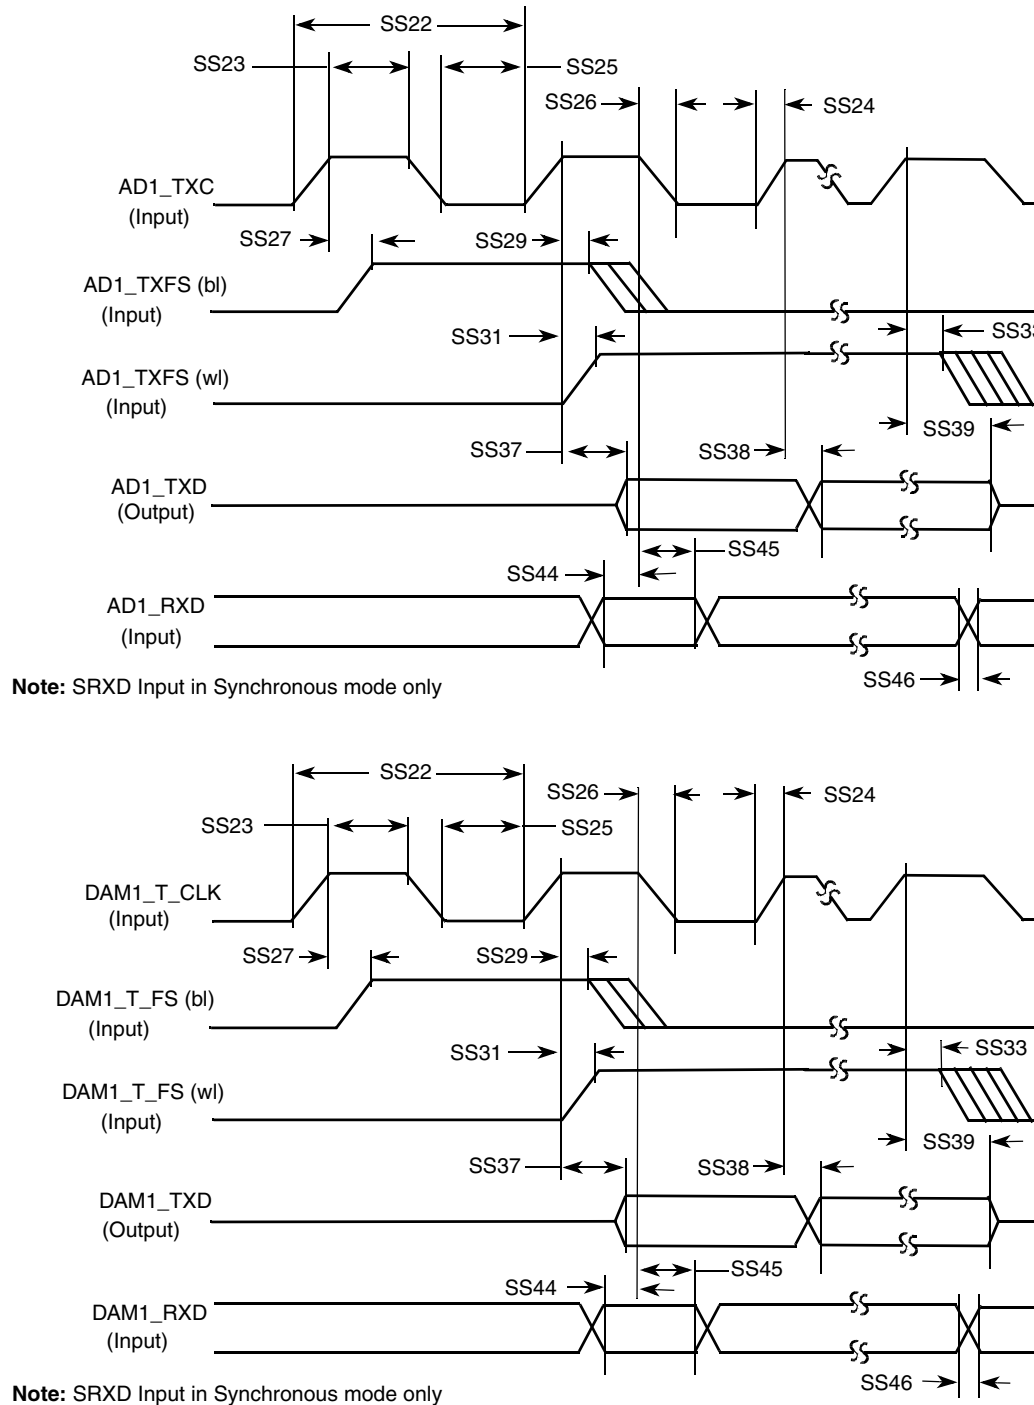 SS22
SS23
SS25
SS26
SS24
AD1_TXC
(Input)
SS27
SS29
AD1_TXFS (bl)
(Input)
SS31
SS33
AD1_TXFS (wl)
(Input)
SS39
SS37
SS38
AD1_TXD
(Output)
SS45
SS44
AD1_RXD
(Input)
SS46
Note: SRXD Input in Synchronous mode only
SS22
SS26
SS24
SS23
SS25
DAM1_T_CLK
(Input)
SS27
SS29
DAM1_T_FS (bl)
(Input)
SS31
SS33
DAM1_T_FS (wl)
(Input)
SS39
SS37
SS38
DAM1_TXD
(Output)
SS45
SS44
DAM1_RXD
(Input)
SS46
Note: SRXD Input in Synchronous mode only